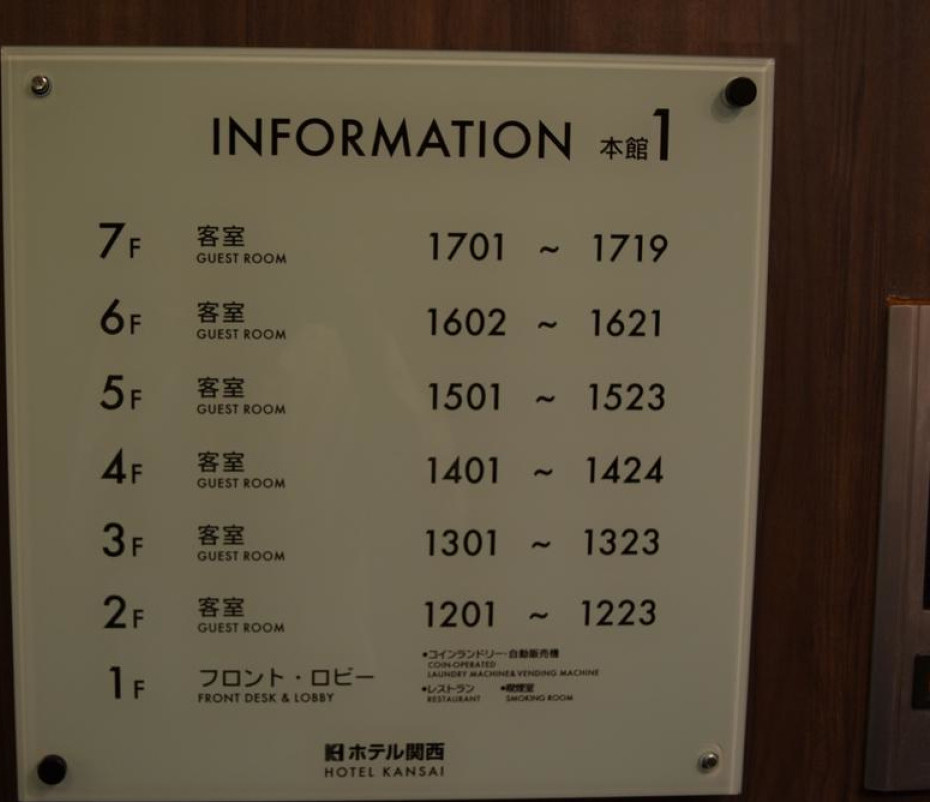 INFORMATION 本館1
7F 客室 1701 ~ 1719
GUEST ROOM
6F 客室 1602 ~ 1621
GUEST ROOM
5F 客室 1501 ~ 1523
GUEST ROOM
4F 客室 1401 ~ 1424
GUEST ROOM
3F 客室 1301 ~ 1323
GUEST ROOM
2F 客室 1201 ~ 1223
GUEST ROOM
1F フロント・ロビー
FRONT DESK & LOBBY
•コインランドリー・自動販売機
COIN-OPERATED
LAUNDRY MACHINE & VENDING MACHINE
•レストラン •喫煙室
RESTAURANT SMOKING ROOM
ホテル関西
HOTEL KANSAI